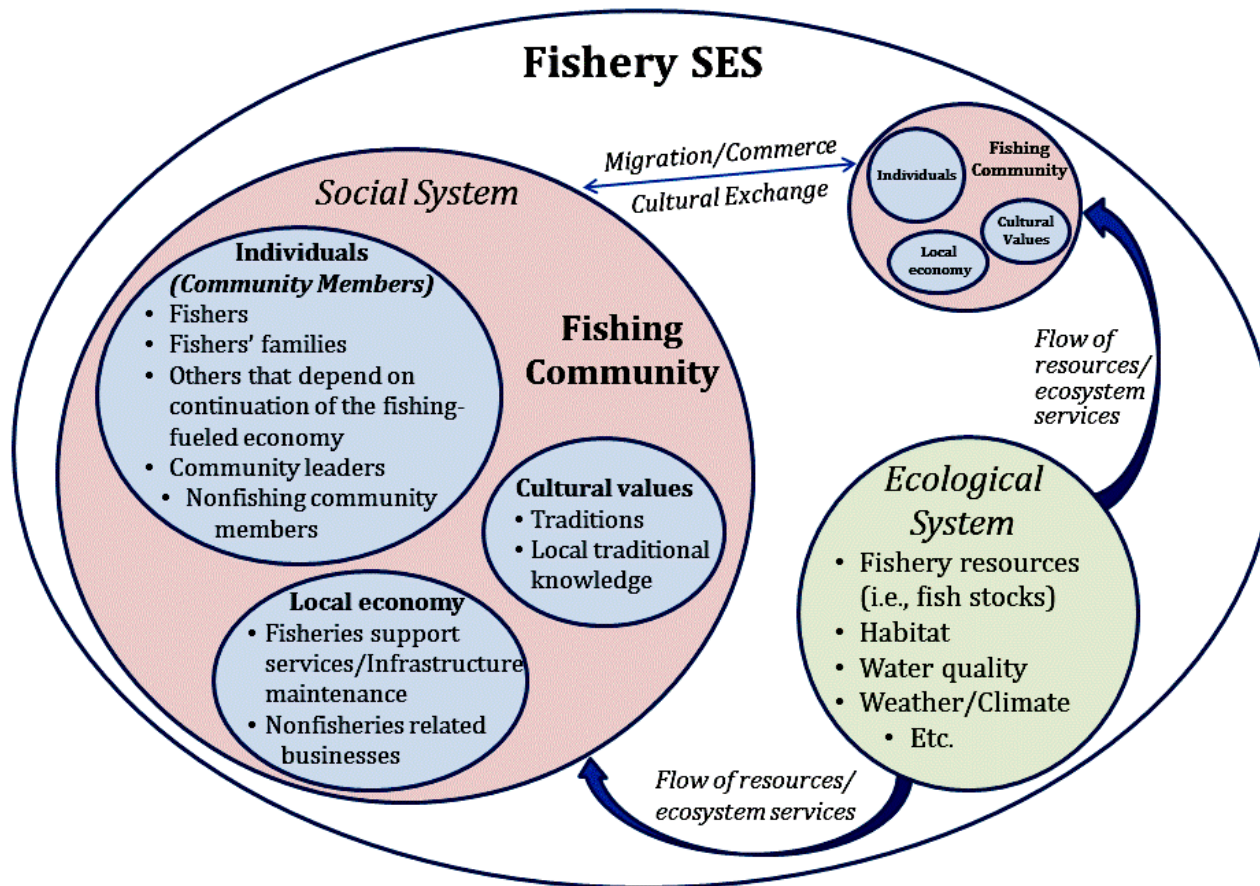 Fishery SES
Migration/Commerce
Cultural Exchange
Fishing
Community
Individuals
Cultural
Values
Local
economy
Social System
Individuals
(Community Members)
• Fishers
• Fishers’ families
• Others that depend on
continuation of the fishing-
fueled economy
• Community leaders
• Nonfishing community
members
Fishing
Community
Cultural values
• Traditions
• Local traditional
knowledge
Local economy
• Fisheries support
services/Infrastructure
maintenance
• Nonfisheries related
businesses
Flow of
resources/
ecosystem
services
Ecological
System
• Fishery resources
(i.e., fish stocks)
• Habitat
• Water quality
• Weather/Climate
• Etc.
Flow of resources/
ecosystem services